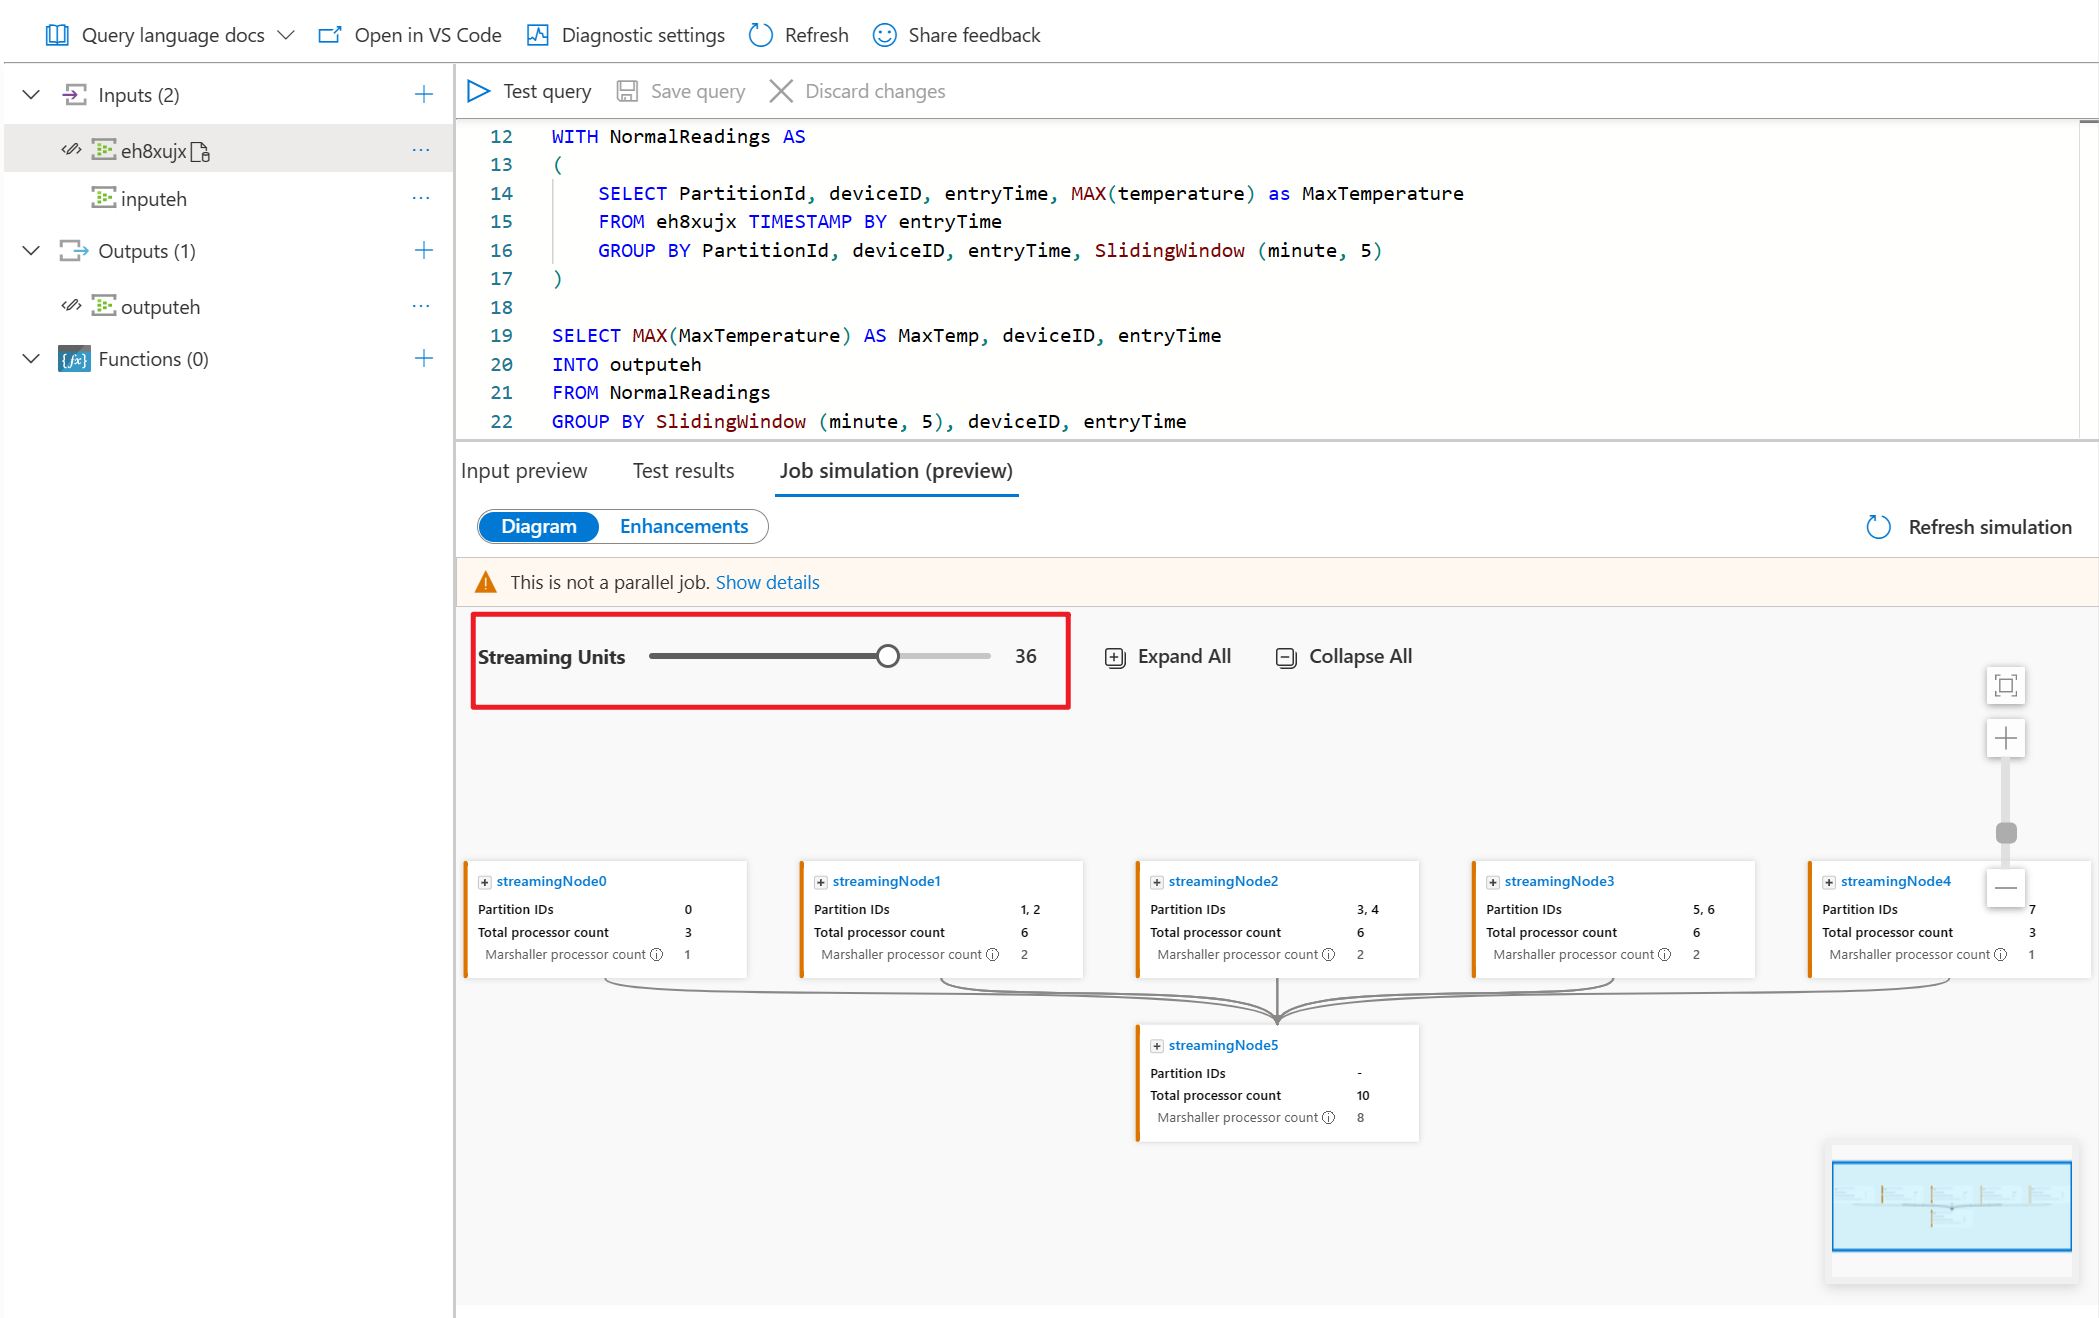 Query language docs Open in VS Code Diagnostic settings Refresh Share feedback
Inputs (2)
eh8xujx
inputeh
Outputs (1)
outputeh
{fx} Functions (0)
Test query Save query Discard changes
12 WITH NormalReadings AS
13 (
14 SELECT PartitionId, deviceID, entryTime, MAX(temperature) as MaxTemperature
15 FROM eh8xujx TIMESTAMP BY entryTime
16 GROUP BY PartitionId, deviceID, entryTime, SlidingWindow (minute, 5)
17 )
18
19 SELECT MAX(MaxTemperature) AS MaxTemp, deviceID, entryTime
20 INTO outputeh
21 FROM NormalReadings
22 GROUP BY SlidingWindow (minute, 5), deviceID, entryTime
Input preview Test results Job simulation (preview)
Diagram Enhancements Refresh simulation
This is not a parallel job. Show details
Streaming Units 36 Expand All Collapse All
streamingNode0
Partition IDs 0
Total processor count 3
Marshaller processor count 1
streamingNode1
Partition IDs 1, 2
Total processor count 6
Marshaller processor count 2
streamingNode2
Partition IDs 3, 4
Total processor count 6
Marshaller processor count 2
streamingNode3
Partition IDs 5, 6
Total processor count 6
Marshaller processor count 2
streamingNode4
Partition IDs 7
Total processor count 3
Marshaller processor count 1
streamingNode5
Partition IDs -
Total processor count 10
Marshaller processor count 8